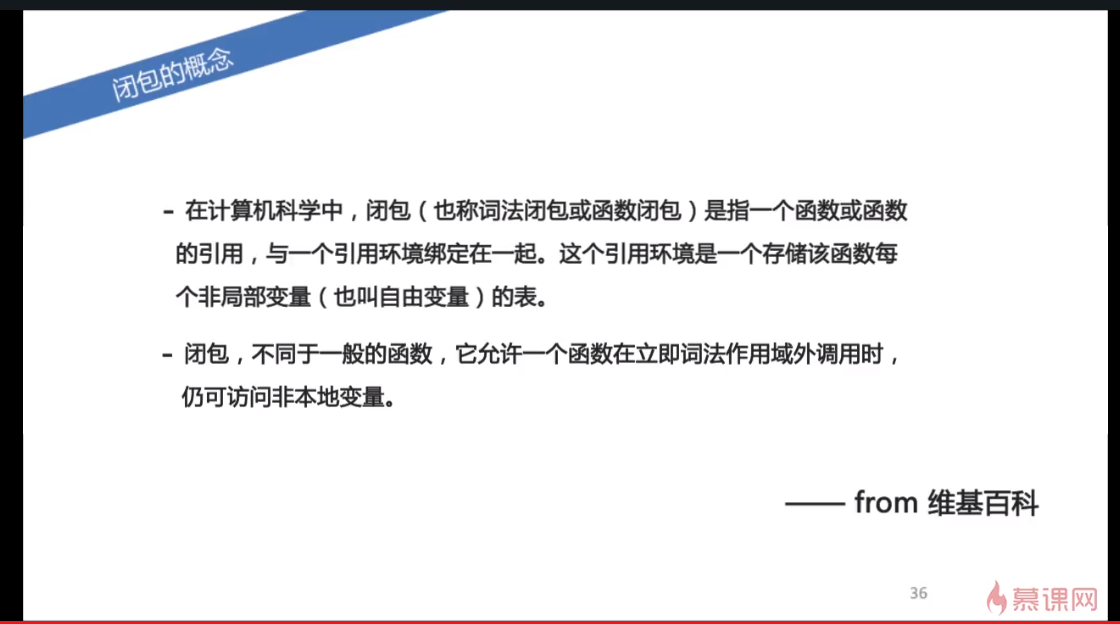 闭包的概念
- 在计算机科学中，闭包（也称词法闭包或函数闭包）是指一个函数或函数
的引用，与一个引用环境绑定在一起。这个引用环境是一个存储该函数每
个非局部变量（也叫自由变量）的表。
- 闭包，不同于一般的函数，它允许一个函数在立即词法作用域外调用时，
仍可访问非本地变量。
—— from 维基百科
36
慕课网